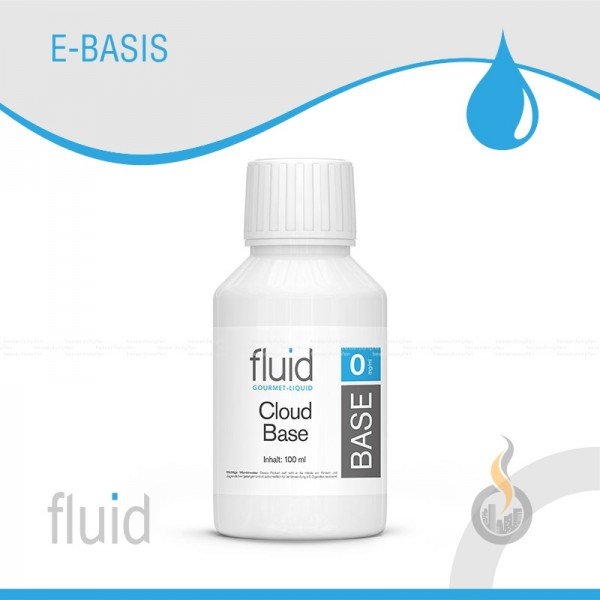 E-BASIS
fluid
GOURMET-LIQUID
Cloud
Base
Inhalt: 100 ml
0
mg/ml
BASE
fluid